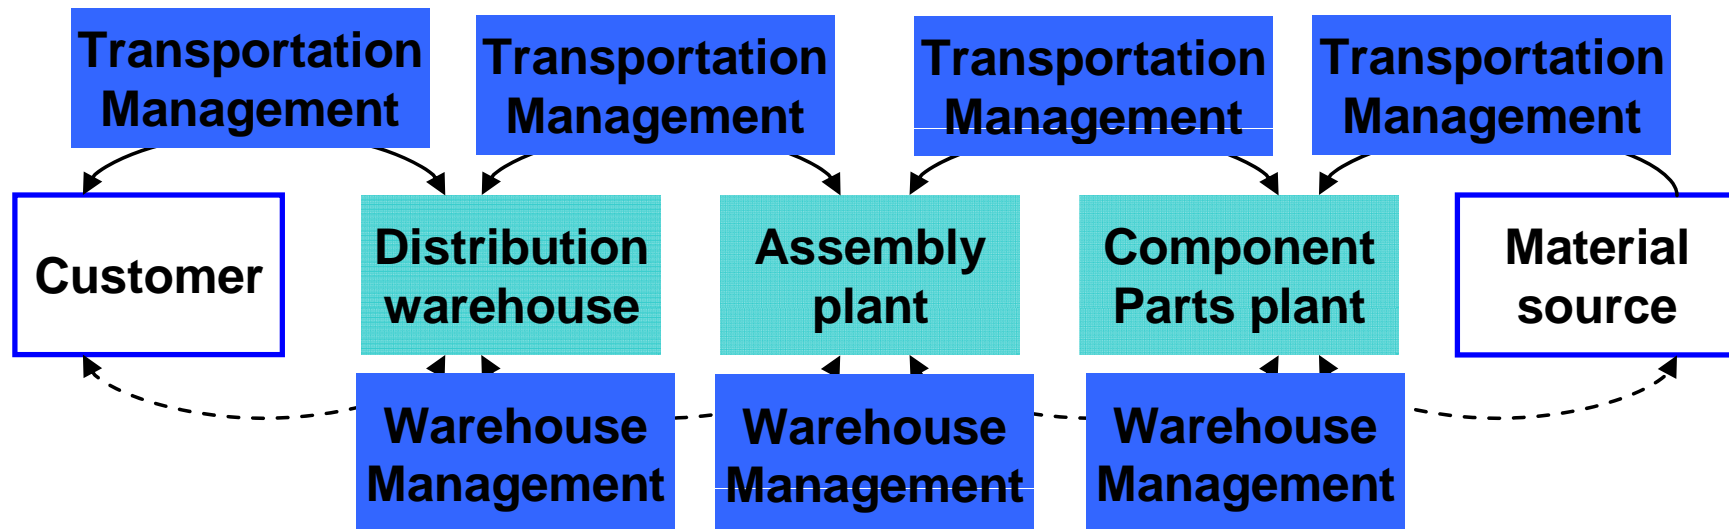 Transportation
Management
Transportation
Management
Transportation
Management
Transportation
Management
Customer
Distribution
warehouse
Assembly
plant
Component
Parts plant
Material
source
Warehouse
Management
Warehouse
Management
Warehouse
Management